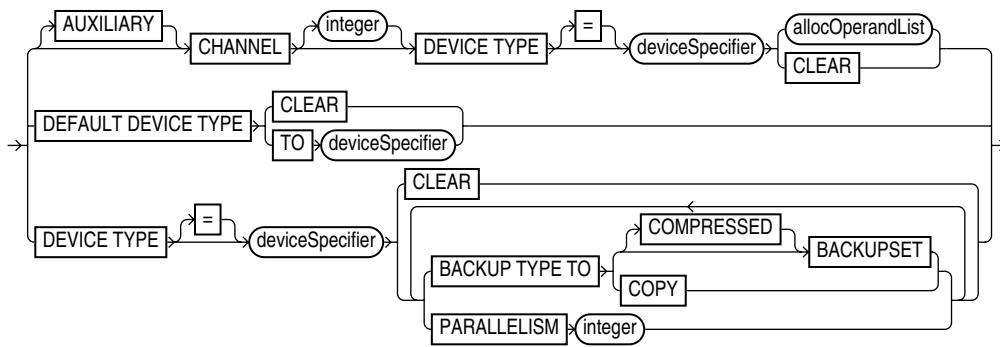 AUXILIARY CHANNEL integer DEVICE TYPE = deviceSpecifier allocOperandList
CLEAR
DEFAULT DEVICE TYPE CLEAR
TO deviceSpecifier
DEVICE TYPE = deviceSpecifier CLEAR
BACKUP TYPE TO COMPRESSED BACKUPSET
COPY
PARALLELISM integer